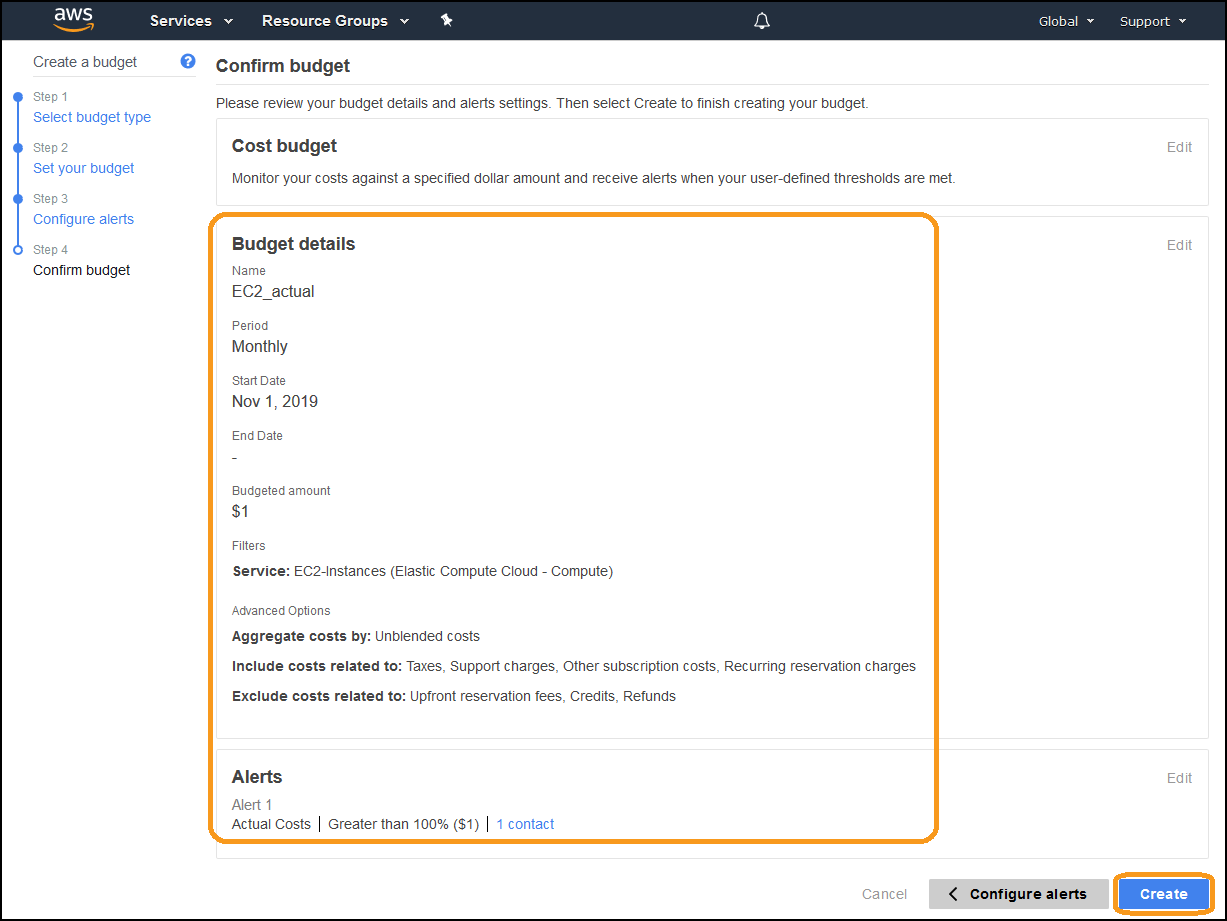 aws
Services
Resource Groups
Global
Support
Create a budget
?
Step 1
Select budget type
Step 2
Set your budget
Step 3
Configure alerts
Step 4
Confirm budget
Confirm budget
Please review your budget details and alerts settings. Then select Create to finish creating your budget.
Cost budget
Edit
Monitor your costs against a specified dollar amount and receive alerts when your user-defined thresholds are met.
Budget details
Edit
Name
EC2_actual
Period
Monthly
Start Date
Nov 1, 2019
End Date
-
Budgeted amount
$1
Filters
Service: EC2-Instances (Elastic Compute Cloud - Compute)
Advanced Options
Aggregate costs by: Unblended costs
Include costs related to: Taxes, Support charges, Other subscription costs, Recurring reservation charges
Exclude costs related to: Upfront reservation fees, Credits, Refunds
Alerts
Edit
Alert 1
Actual Costs | Greater than 100% ($1) | 1 contact
Cancel
Configure alerts
Create